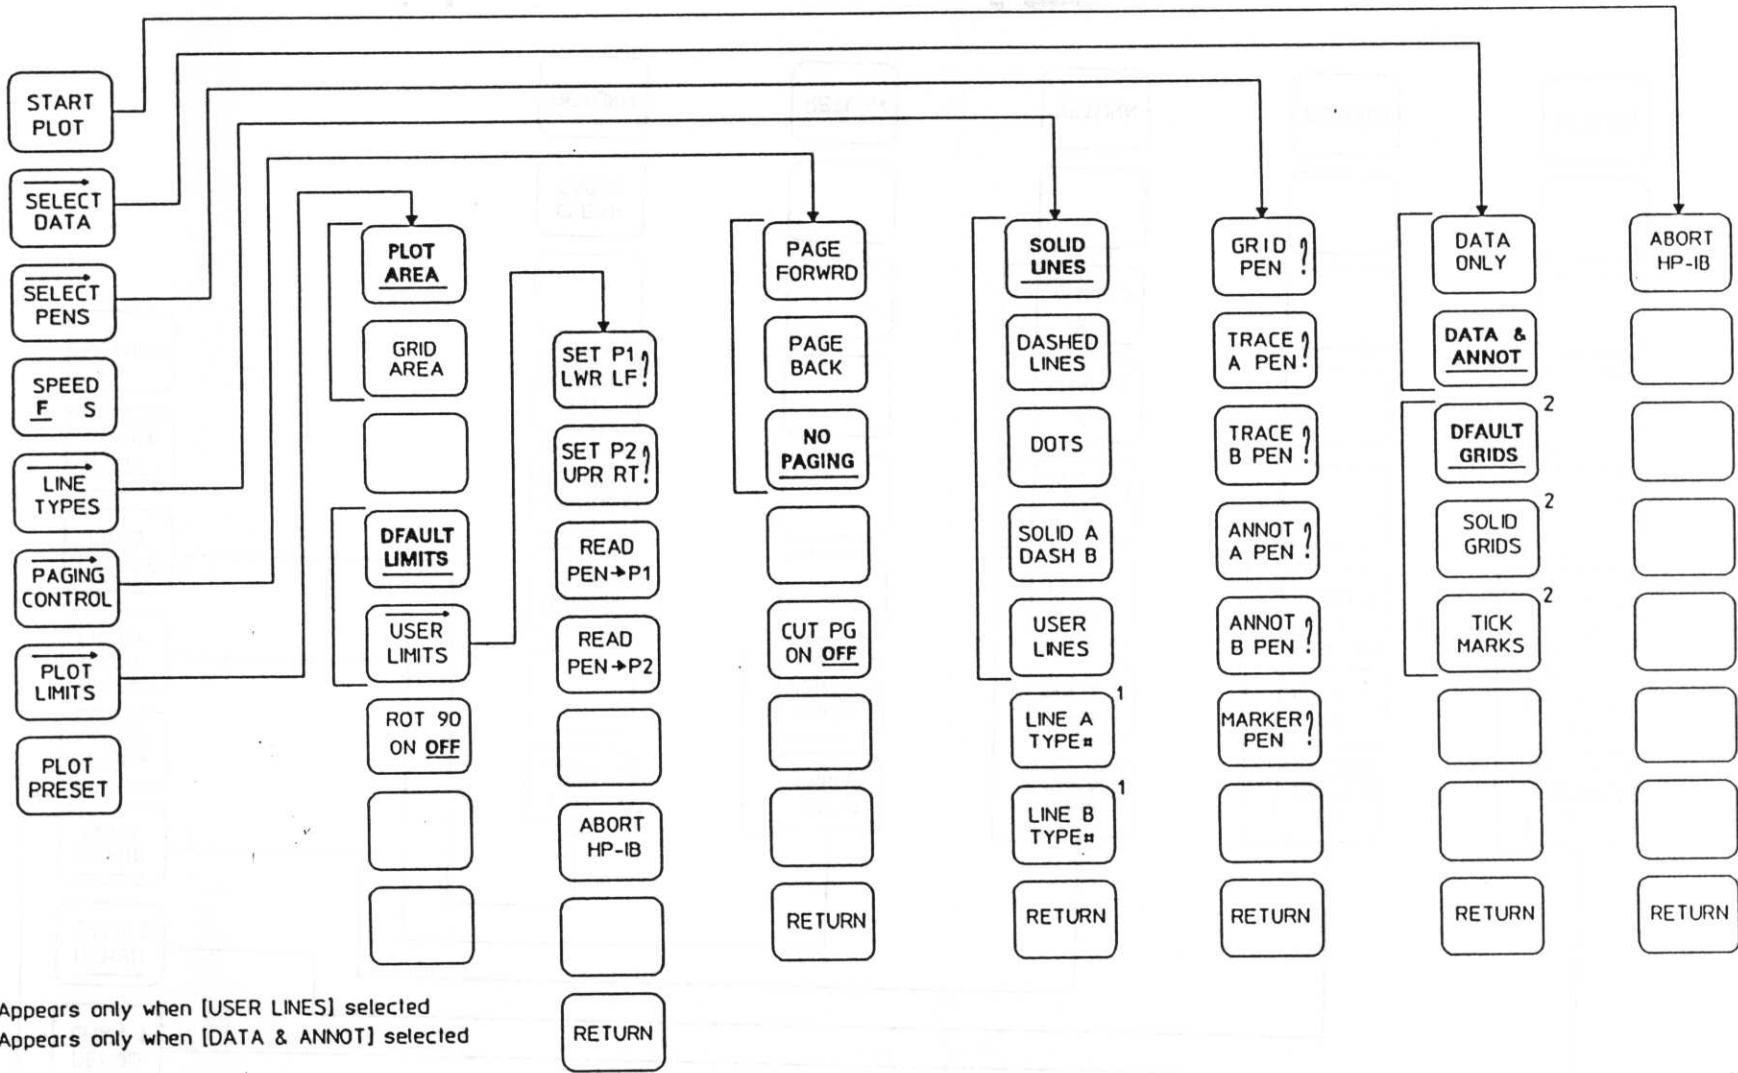 START
PLOT
SELECT
DATA
SELECT
PENS
SPEED
F S
LINE
TYPES
PAGING
CONTROL
PLOT
LIMITS
PLOT
PRESET
PLOT
AREA
GRID
AREA
DFAULT
LIMITS
USER
LIMITS
ROT 90
ON OFF
SET P1 ?
LWR LF
SET P2 ?
UPR RT
READ
PEN→P1
READ
PEN→P2
ABORT
HP-IB
RETURN
PAGE
FORWRD
PAGE
BACK
NO
PAGING
CUT PG
ON OFF
RETURN
SOLID
LINES
DASHED
LINES
DOTS
SOLID A
DASH B
USER
LINES
LINE A 1
TYPE#
LINE B 1
TYPE#
RETURN
GRID ?
PEN
TRACE ?
A PEN
TRACE ?
B PEN
ANNOT ?
A PEN
ANNOT ?
B PEN
MARKER ?
PEN
RETURN
DATA
ONLY
DATA &
ANNOT
DFAULT 2
GRIDS
SOLID 2
GRIDS
TICK 2
MARKS
RETURN
ABORT
HP-IB
RETURN
Appears only when [USER LINES] selected
Appears only when [DATA & ANNOT] selected